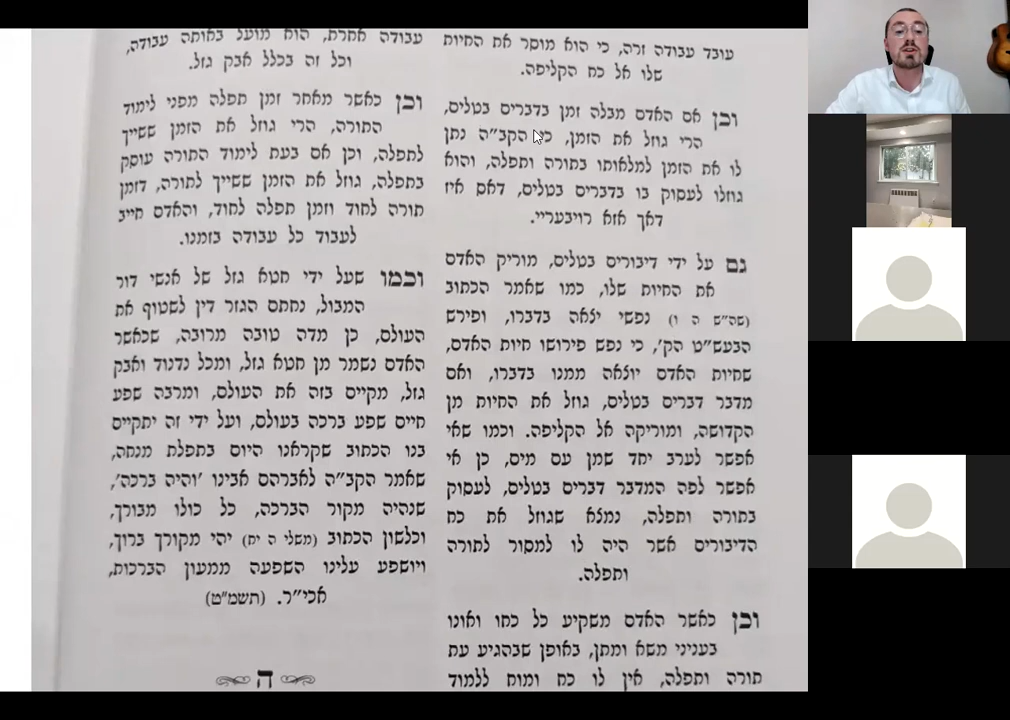 עובד עבודה זרה, כי הוא מוסר את החיות
שלו אל כח הקליפה.
וכן אם האדם מבלה זמן בדברים בטלים,
הרי גוזל את הזמן, כי הקב״ה נתן
לו את הזמן למלאותו בתורה ותפלה, והוא
גוזלו לעסוק בו בדברים בטלים, דאס איז
דאך אזא רויבעריי.
גם על ידי דיבורים בטלים, מוריק האדם
את החיות שלו, כמו שאמר הכתוב
(שה״ש ה ו) נפשי יצאה בדברו, ופירש
הבעש״ט הק׳, כי נפש פירושו חיות האדם,
שחיות האדם יוצאה ממנו בדברו, ואם
מדבר דברים בטלים, גוזל את החיות מן
הקדושה, ומוריקה אל הקליפה. וכמו שאי
אפשר לערב יחד שמן עם מים, כן אי
אפשר לפה המדבר דברים בטלים, לעסוק
בתורה ותפלה, נמצא שגוזל את כח
הדיבורים אשר היה לו למסור לתורה
ותפלה.
וכן כאשר האדם משקיע כל כחו ואונו
בעניני משא ומתן, באופן שבהגיע עת
תורה ותפלה, אין לו כח ומוח ללמוד
עבודה אחרת, הוא מועל באותה עבודה,
וכל זה בכלל אבק גזל.
וכן כאשר מאחר זמן תפלה מפני לימוד
התורה, הרי גוזל את הזמן ששייך
לתפלה, וכן אם בעת לימוד התורה עוסק
בתפלה, גוזל את הזמן ששייך לתורה, דזמן
תורה לחוד וזמן תפלה לחוד, והאדם חייב
לעבוד כל עבודה בזמנו.
וכמו שעל ידי חטא גזל של אנשי דור
המבול, נחתם הגזר דין לשטוף את
העולם, כן מדה טובה מרובה, שכאשר
האדם נשמר מן חטא גזל, ומכל נדנוד ואבק
גזל, מקיים בזה את העולם, ומרבה שפע
חיים שפע ברכה בעולם, ועל ידי זה יתקיים
בנו הכתוב שקראנו היום בתפלת מנחה,
שאמר הקב״ה לאברהם אבינו ׳והיה ברכה׳,
שנהיה מקור הברכה, כל כולו מבורך,
וכלשון הכתוב (משלי ה יח) יהי מקורך ברוך,
ויושפע עלינו השפעה ממעון הברכות,
אכי״ר. (תשמ״ט)
ה